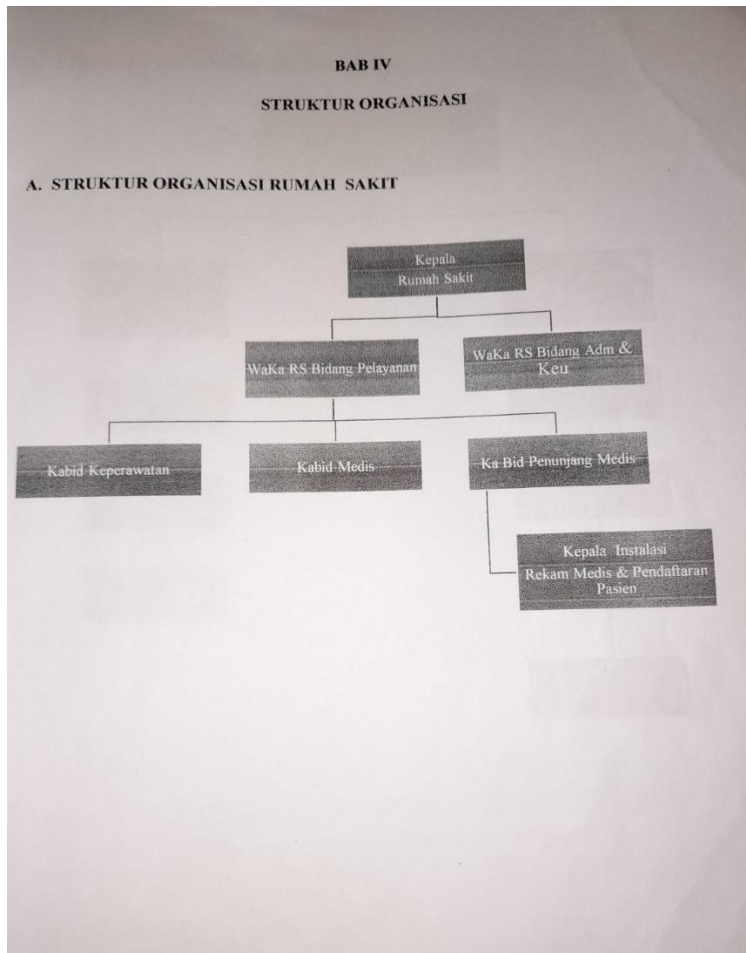 BAB IV
STRUKTUR ORGANISASI
A. STRUKTUR ORGANISASI RUMAH SAKIT
Kepala
Rumah Sakit
WaKa RS Bidang Pelayanan
WaKa RS Bidang Adm &
Keu
Kabid Keperawatan
Kabid Medis
Ka Bid Penunjang Medis
Kepala Instalasi
Rekam Medis & Pendaftaran
Pasien